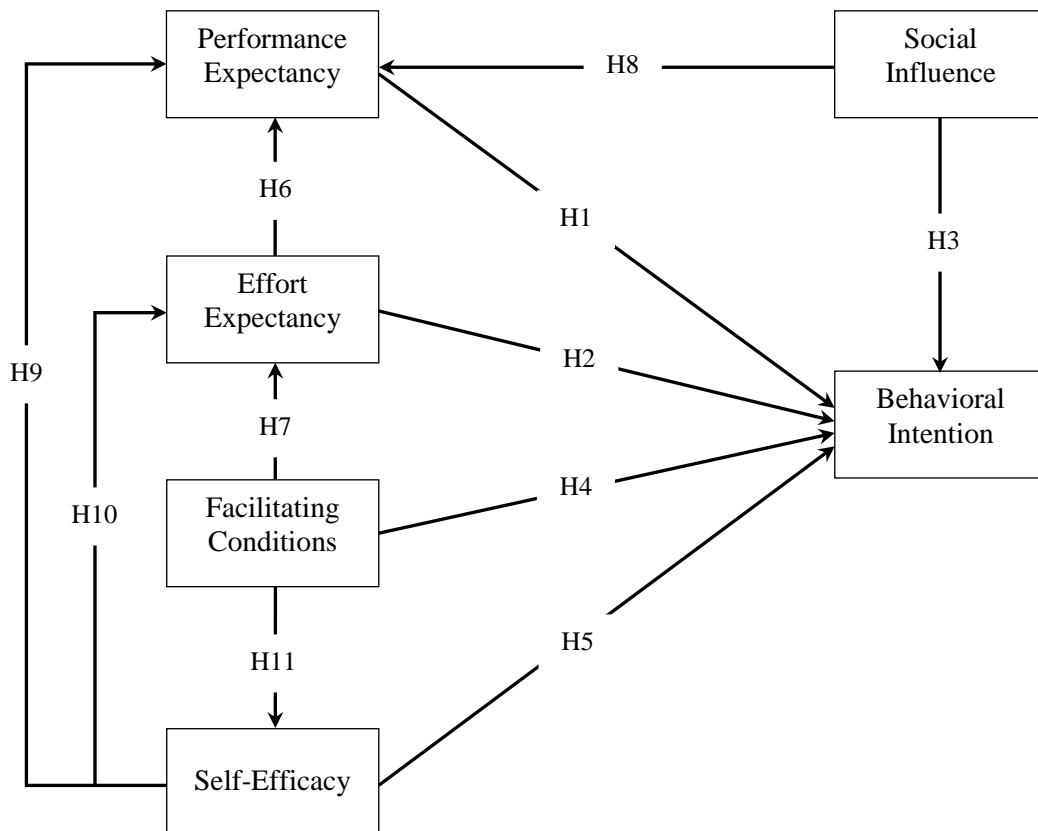 Performance
Expectancy
Social
Influence
H8
H6
H1
H3
Effort
Expectancy
H2
H9
Behavioral
Intention
H7
H4
H10
Facilitating
Conditions
H5
H11
Self-Efficacy